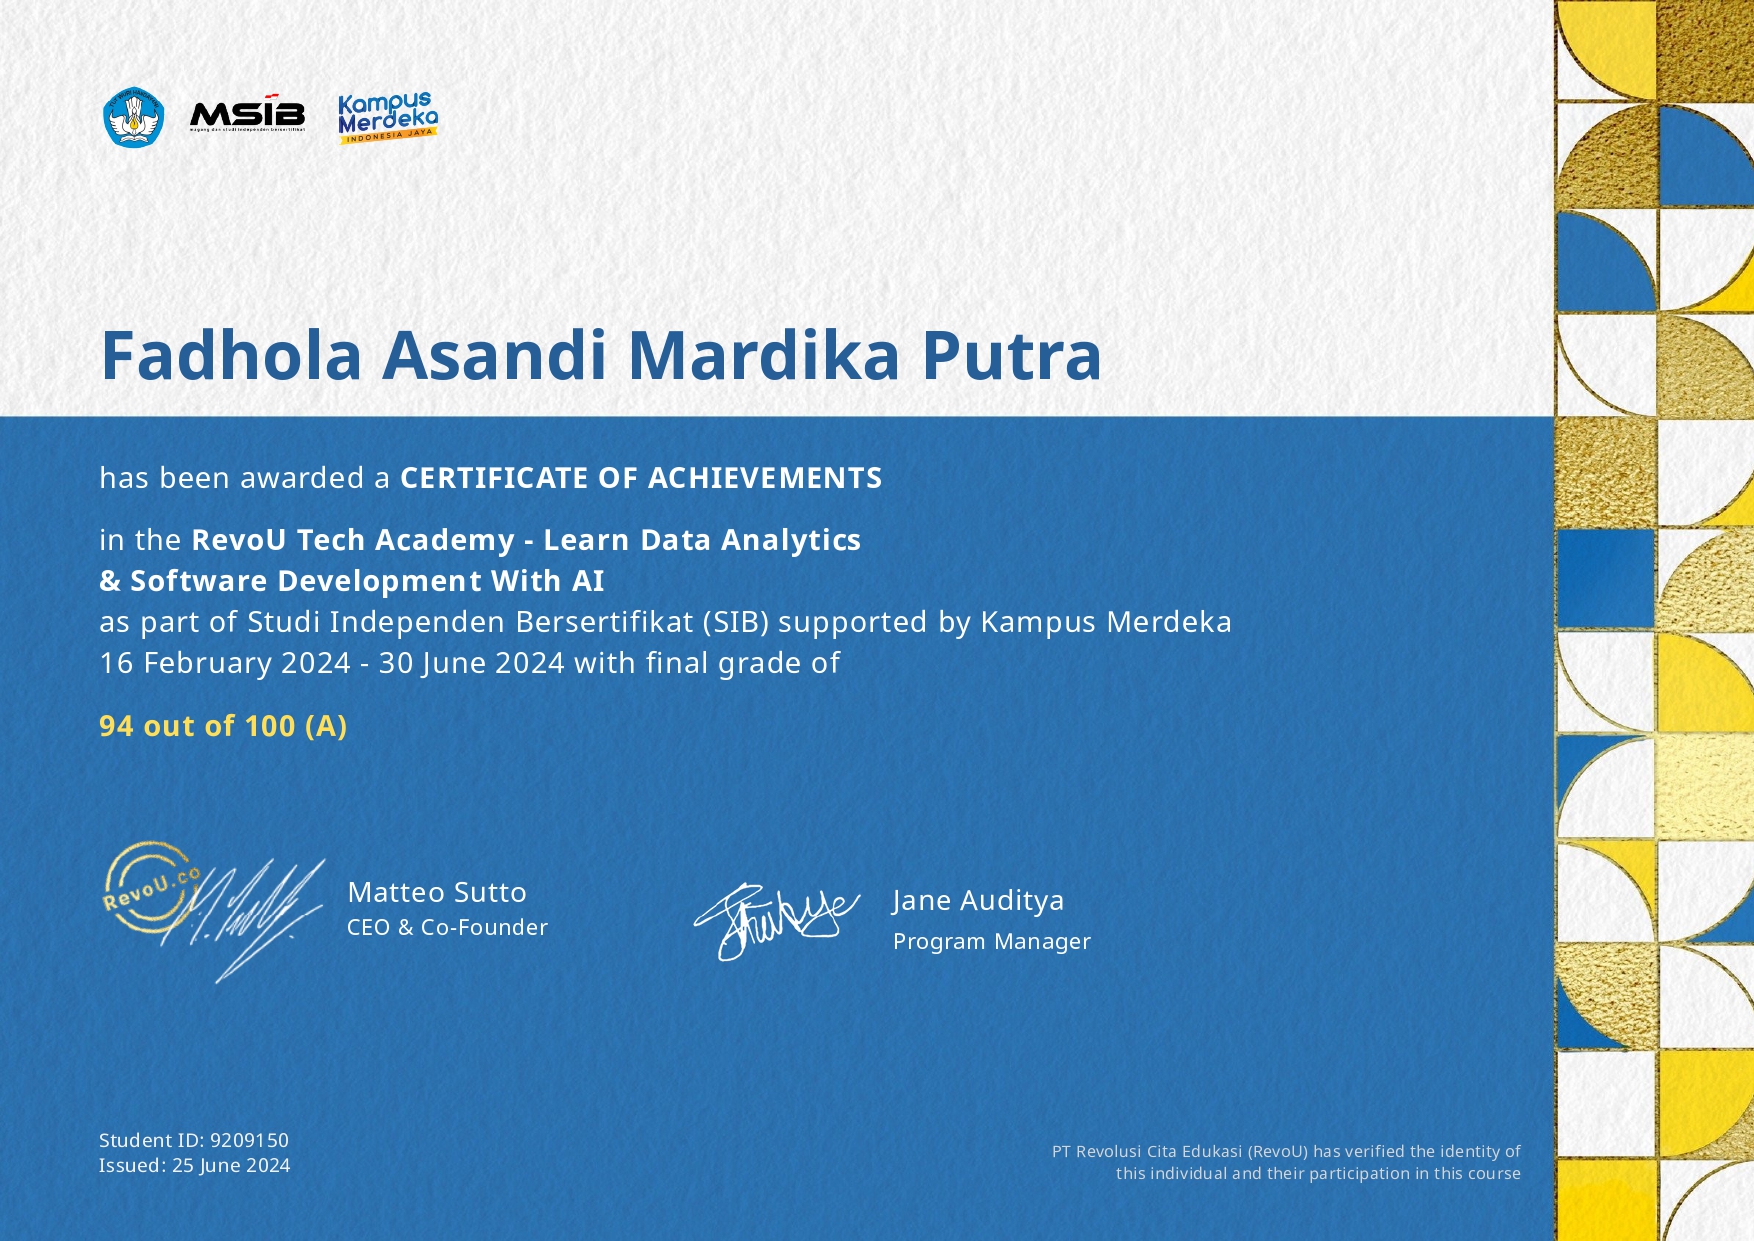 TUT WURI HANDAYANI
MSIB
magang dan studi independen bersertifikat
Kampus
Merdeka
INDONESIA JAYA
Fadhola Asandi Mardika Putra
has been awarded a CERTIFICATE OF ACHIEVEMENTS
in the RevoU Tech Academy - Learn Data Analytics
& Software Development With AI
as part of Studi Independen Bersertifikat (SIB) supported by Kampus Merdeka
16 February 2024 - 30 June 2024 with final grade of
94 out of 100 (A)
RevoU.co
Matteo Sutto
CEO & Co-Founder
Jane Auditya
Program Manager
Student ID: 9209150
Issued: 25 June 2024
PT Revolusi Cita Edukasi (RevoU) has verified the identity of
this individual and their participation in this course